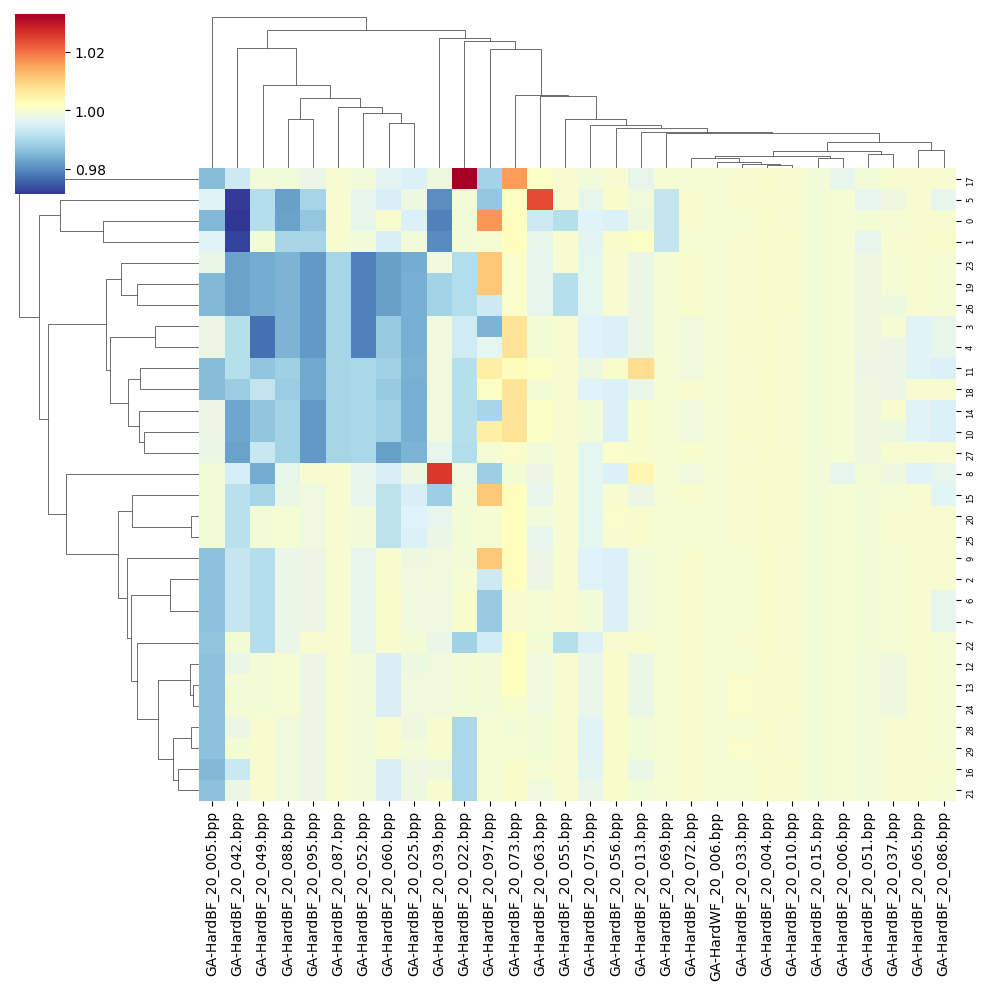 1.02
1.00
0.98
17
5
0
1
23
19
26
3
4
11
18
14
10
27
8
15
20
25
9
2
6
7
22
12
13
24
28
29
16
21
GA-HardBF_20_005.bpp
GA-HardBF_20_042.bpp
GA-HardBF_20_049.bpp
GA-HardBF_20_088.bpp
GA-HardBF_20_095.bpp
GA-HardBF_20_087.bpp
GA-HardBF_20_052.bpp
GA-HardBF_20_060.bpp
GA-HardBF_20_025.bpp
GA-HardBF_20_039.bpp
GA-HardBF_20_022.bpp
GA-HardBF_20_097.bpp
GA-HardBF_20_073.bpp
GA-HardBF_20_063.bpp
GA-HardBF_20_055.bpp
GA-HardBF_20_075.bpp
GA-HardBF_20_056.bpp
GA-HardBF_20_013.bpp
GA-HardBF_20_069.bpp
GA-HardBF_20_072.bpp
GA-HardWF_20_006.bpp
GA-HardBF_20_033.bpp
GA-HardBF_20_004.bpp
GA-HardBF_20_010.bpp
GA-HardBF_20_015.bpp
GA-HardBF_20_006.bpp
GA-HardBF_20_051.bpp
GA-HardBF_20_037.bpp
GA-HardBF_20_065.bpp
GA-HardBF_20_086.bpp